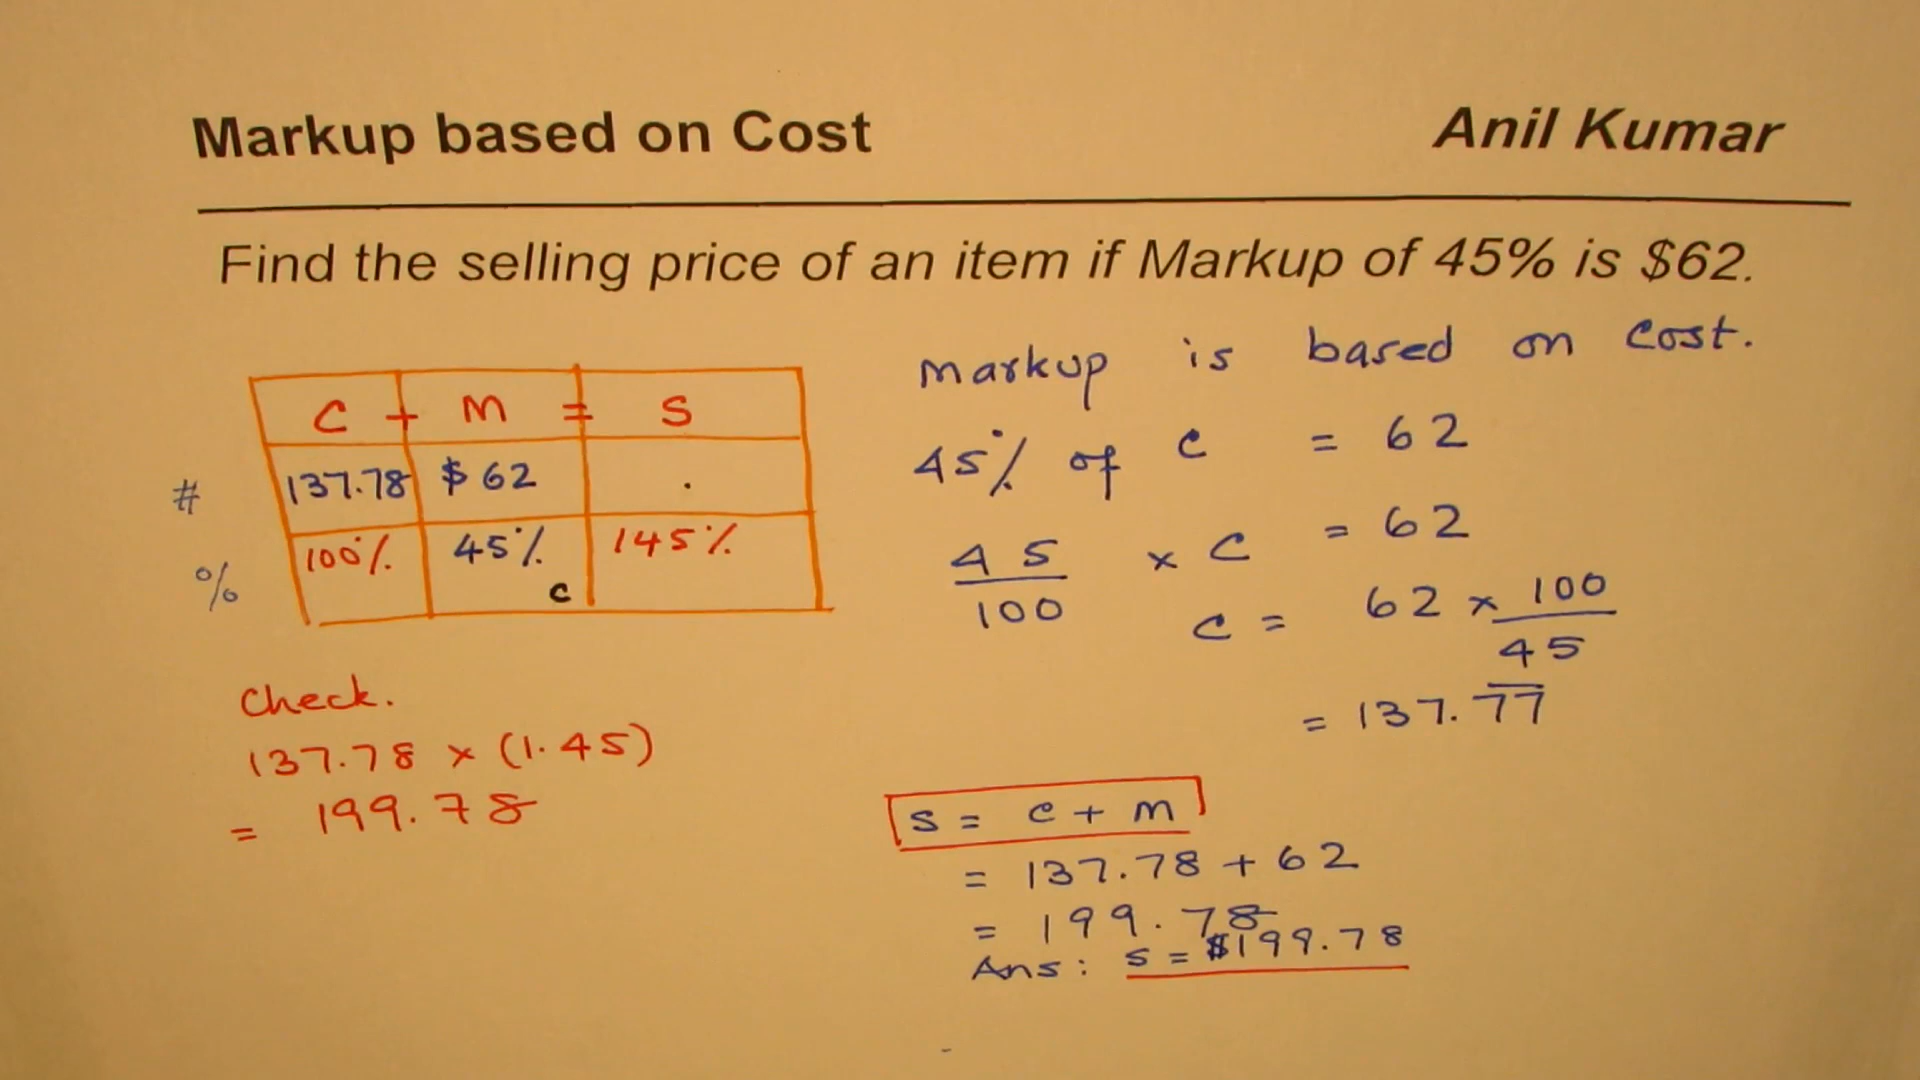 Markup based on Cost
Anil Kumar
Find the selling price of an item if Markup of 45% is $62.
C + M = S
# 137.78 $ 62 .
% 100% 45% 145%
C
Check.
137.78 × (1.45)
= 199.78
Markup is based on Cost.
45% of C = 62
45/100 × C = 62
C = 62 × 100/45
= 137.7̅7̅
S = C + M
= 137.78 + 62
= 199.78
Ans: S = $199.78